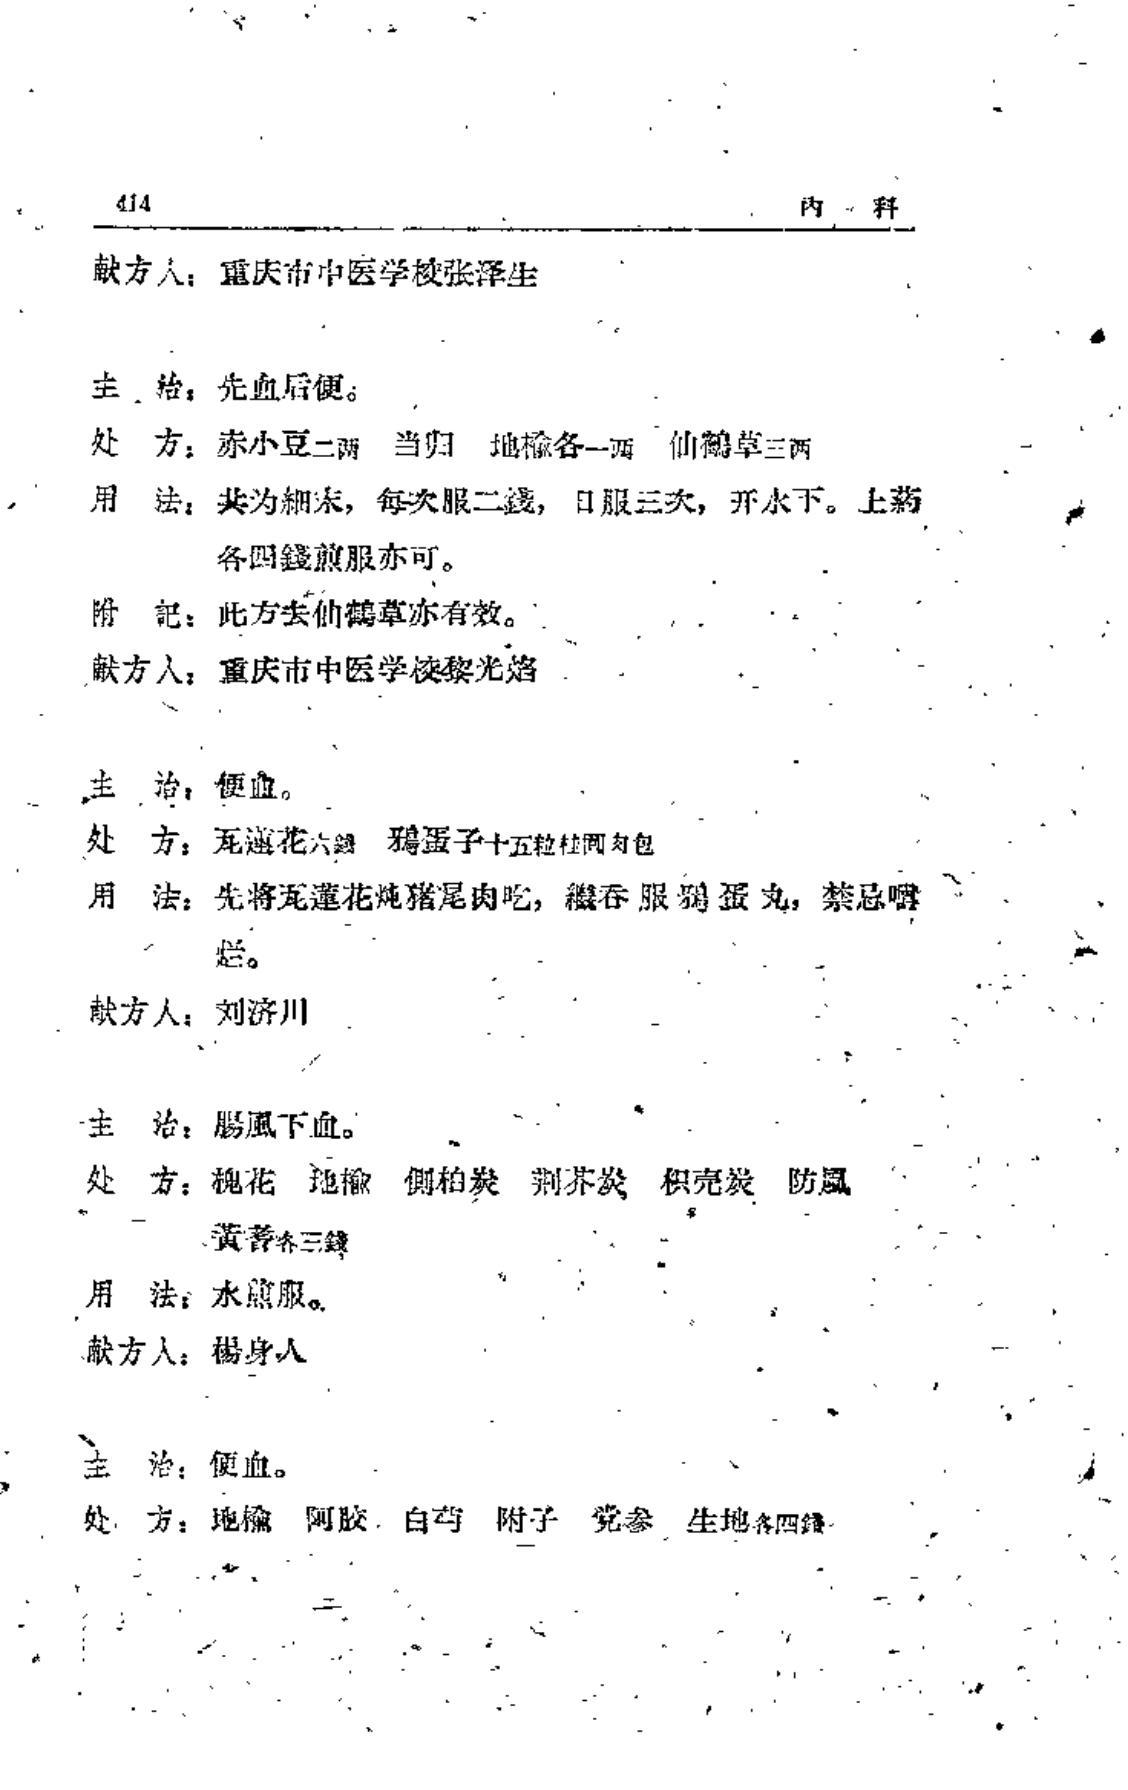 414 内 科
献方人：重庆市中医学校张泽生
主 治：先血后便。
处 方：赤小豆二两 当归 地榆各一两 仙鹤草三两
用 法：共为細末，每次服二錢，日服三次，开水下。上药
各四錢煎服亦可。
附 記：此方去仙鶴草亦有效。
献方人：重庆市中医学校黎光焰
主 治：便血。
处 方：瓦蓮花六錢 鴉蛋子十五粒桂圆肉包
用 法：先将瓦蓮花炖猪尾肉吃，繼吞服鴉蛋丸，禁忌嚼
烂。
献方人：刘济川
主 治：腸風下血。
处 方：槐花 地榆 側柏炭 荆芥炭 枳壳炭 防風
黃蓍各三錢
用 法：水煎服。
献方人：楊身人
主 治：便血。
处 方：地榆 阿胶 白芍 附子 党参 生地各四錢